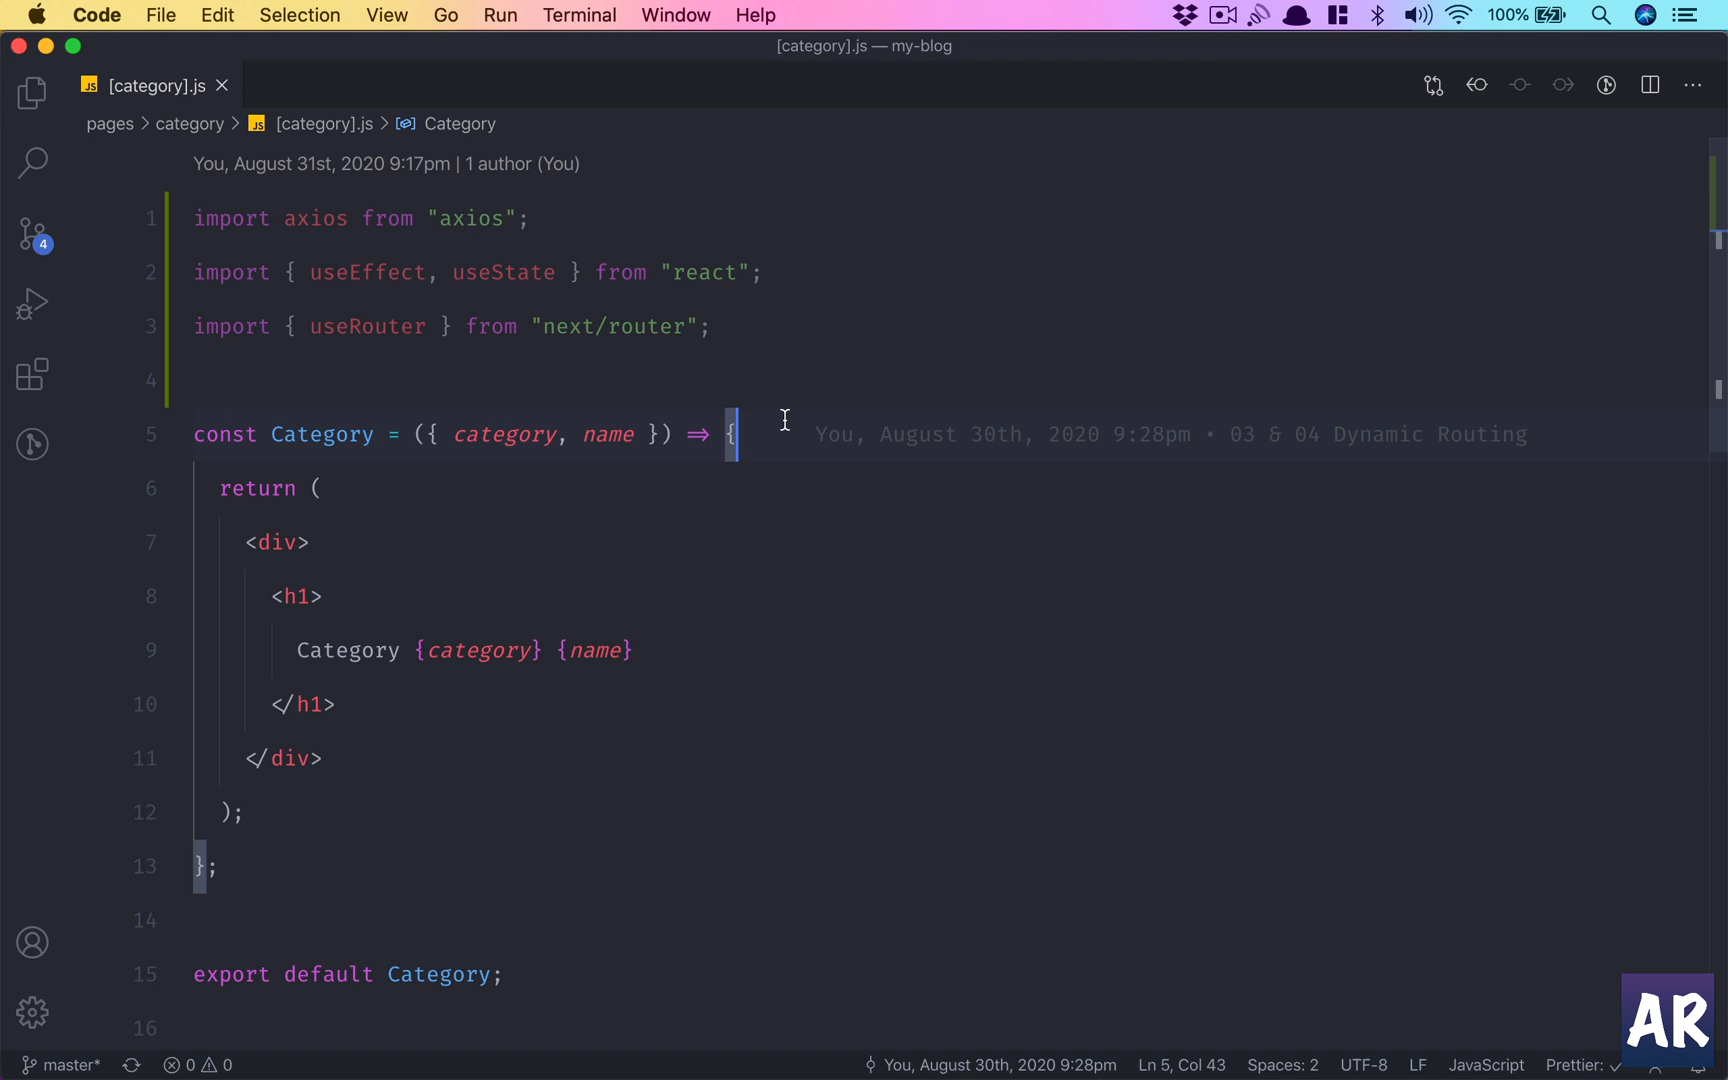 Code File Edit Selection View Go Run Terminal Window Help 100%
[category].js — my-blog
JS [category].js
pages > category > JS [category].js > Category
You, August 31st, 2020 9:17pm | 1 author (You)
1 import axios from "axios";
2 import { useEffect, useState } from "react";
3 import { useRouter } from "next/router";
4
5 const Category = ({ category, name }) => { You, August 30th, 2020 9:28pm • 03 & 04 Dynamic Routing
6 return (
7 <div>
8 <h1>
9 Category {category} {name}
10 </h1>
11 </div>
12 );
13 };
14
15 export default Category;
16
4
AR
master* 0 0 You, August 30th, 2020 9:28pm Ln 5, Col 43 Spaces: 2 UTF-8 LF JavaScript Prettier: ✓